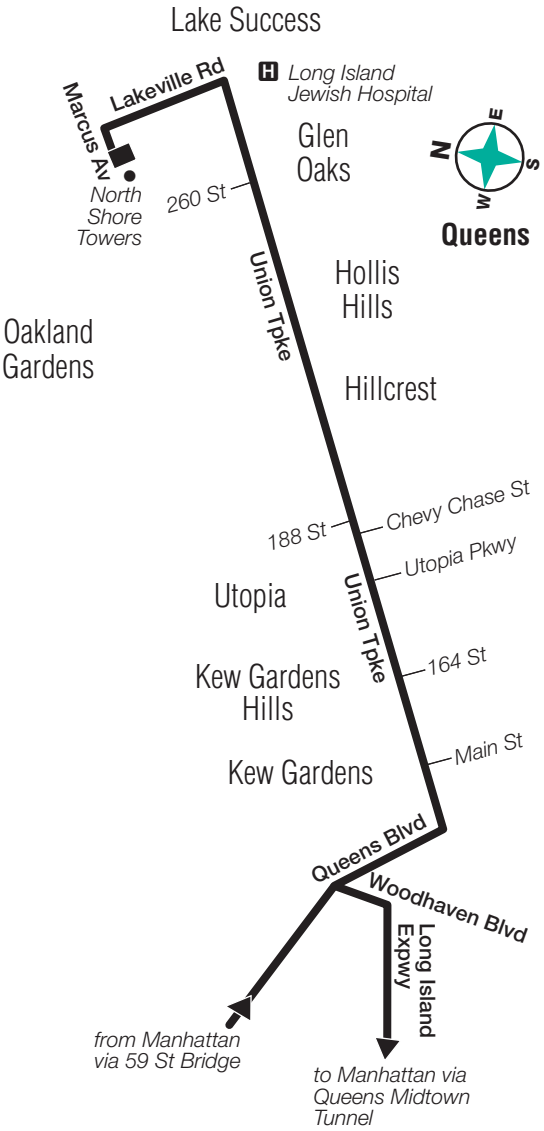 Lake Success
Lakeville Rd
H
Long Island
Jewish Hospital
Marcus Av
Glen
Oaks
N
E
S
W
Queens
North
Shore
Towers
260 St
Union Tpke
Hollis
Hills
Oakland
Gardens
Hillcrest
188 St
Chevy Chase St
Utopia Pkwy
Utopia
Union Tpke
164 St
Kew Gardens
Hills
Main St
Kew Gardens
Queens Blvd
Woodhaven Blvd
Long Island
Expwy
from Manhattan
via 59 St Bridge
to Manhattan via
Queens Midtown
Tunnel